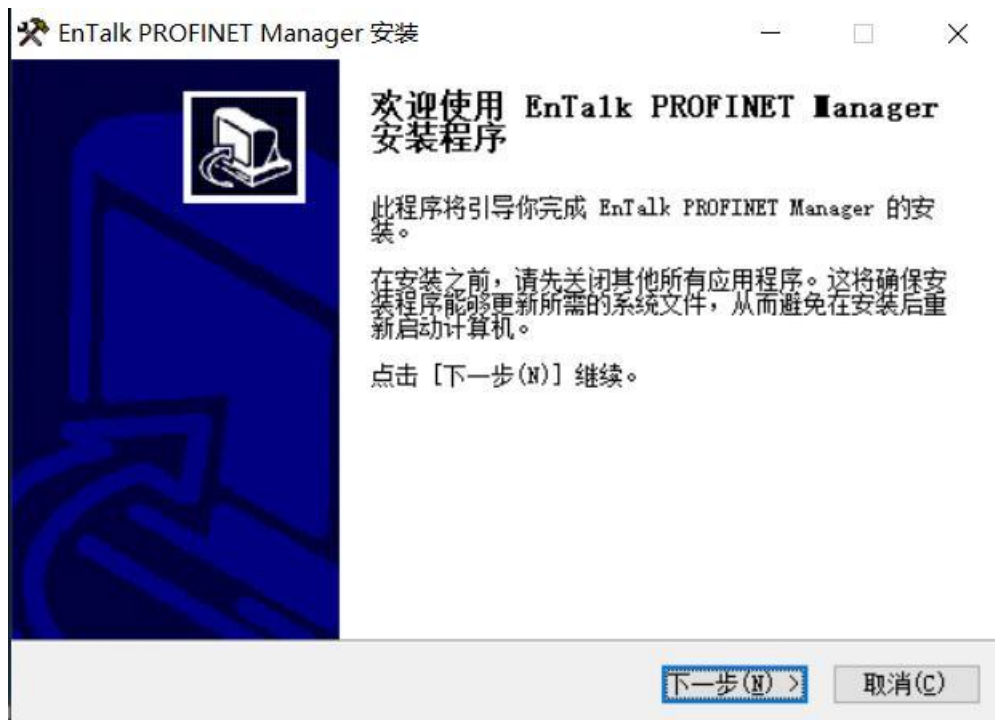 EnTalk PROFINET Manager 安装
欢迎使用 EnTalk PROFINET Manager
安装程序
此程序将引导你完成 EnTalk PROFINET Manager 的安
装。
在安装之前，请先关闭其他所有应用程序。这将确保安
装程序能够更新所需的系统文件，从而避免在安装后重
新启动计算机。
点击 [下一步(N)] 继续。
下一步(N) >
取消(C)